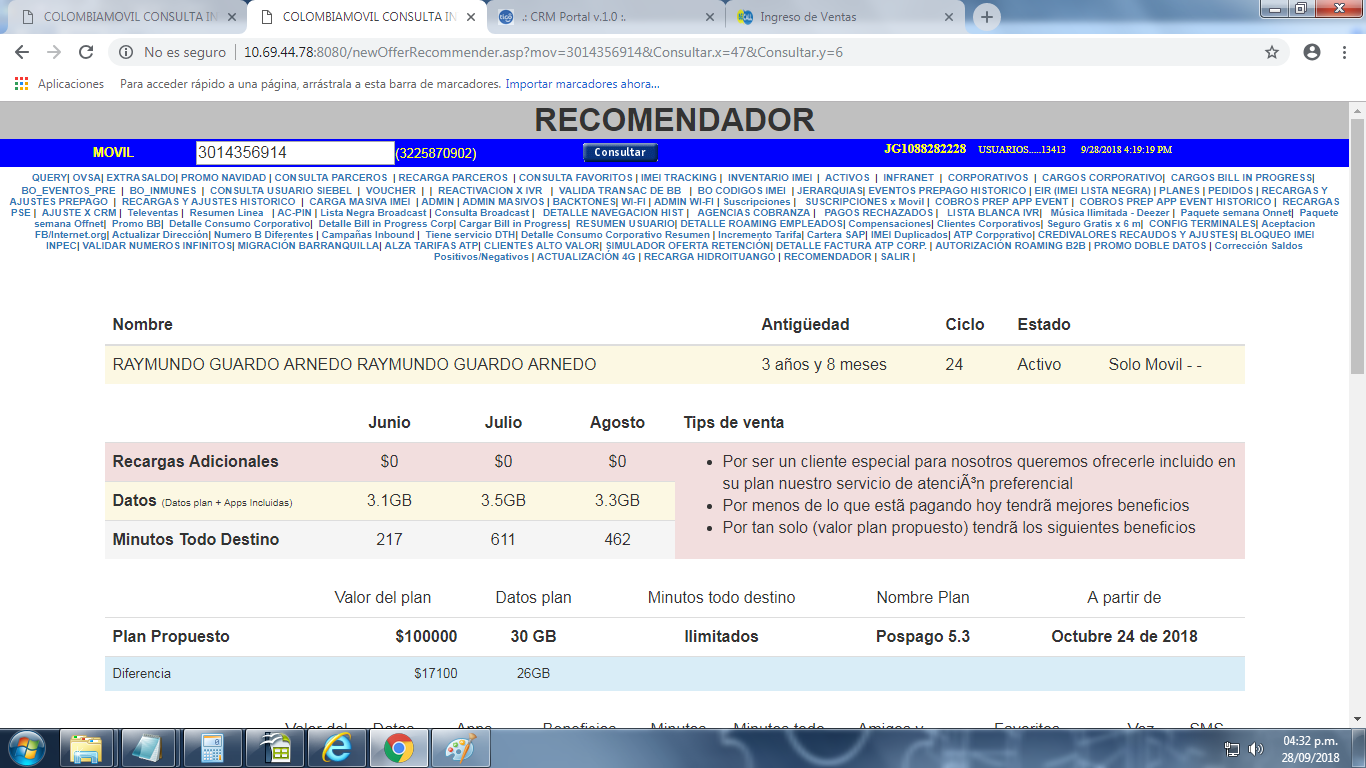 COLOMBIAMOVIL CONSULTA IN
COLOMBIAMOVIL CONSULTA IN
.: CRM Portal v.1.0 :.
Ingreso de Ventas
No es seguro | 10.69.44.78:8080/newOfferRecommender.asp?mov=3014356914&Consultar.x=47&Consultar.y=6
Aplicaciones Para acceder rápido a una página, arrástrala a esta barra de marcadores. Importar marcadores ahora...
RECOMENDADOR
MOVIL 3014356914 (3225870902) Consultar JG1088282228 USUARIOS.....13413 9/28/2018 4:19:19 PM
QUERY| OVSA| EXTRASALDO| PROMO NAVIDAD | CONSULTA PARCEROS | RECARGA PARCEROS | CONSULTA FAVORITOS | IMEI TRACKING | INVENTARIO IMEI | ACTIVOS | INFRANET | CORPORATIVOS | CARGOS CORPORATIVO| CARGOS BILL IN PROGRESS|
BO_EVENTOS_PRE | BO_INMUNES | CONSULTA USUARIO SIEBEL | VOUCHER | | REACTIVACION X IVR | VALIDA TRANSAC DE BB | BO CODIGOS IMEI | JERARQUIAS| EVENTOS PREPAGO HISTORICO | EIR (IMEI LISTA NEGRA) | PLANES | PEDIDOS | RECARGAS Y
AJUSTES PREPAGO | RECARGAS Y AJUSTES HISTORICO | CARGA MASIVA IMEI | ADMIN | ADMIN MASIVOS | BACKTONES| WI-FI | ADMIN WI-FI | Suscripciones | SUSCRIPCIONES x Movil | COBROS PREP APP EVENT | COBROS PREP APP EVENT HISTORICO | RECARGAS
PSE | AJUSTE X CRM | Televentas | Resumen Linea | AC-PIN | Lista Negra Broadcast | Consulta Broadcast | DETALLE NAVEGACION HIST | AGENCIAS COBRANZA | PAGOS RECHAZADOS | LISTA BLANCA IVR| Música Ilimitada - Deezer | Paquete semana Onnet| Paquete
semana Offnet| Promo BB| Detalle Consumo Corporativo| Detalle Bill in Progress Corp| Cargar Bill in Progress| RESUMEN USUARIO| DETALLE ROAMING EMPLEADOS| Compensaciones| Clientes Corporativos| Seguro Gratis x 6 m| CONFIG TERMINALES| Aceptacion
FB/Internet.org| Actualizar Dirección| Numero B Diferentes | Campañas Inbound | Tiene servicio DTH| Detalle Consumo Corporativo Resumen | Incremento Tarifa| Cartera SAP| IMEI Duplicados| ATP Corporativo| CREDIVALORES RECAUDOS Y AJUSTES| BLOQUEO IMEI
INPEC| VALIDAR NUMEROS INFINITOS| MIGRACIÓN BARRANQUILLA| ALZA TARIFAS ATP| CLIENTES ALTO VALOR| SIMULADOR OFERTA RETENCIÓN| DETALLE FACTURA ATP CORP. | AUTORIZACIÓN ROAMING B2B | PROMO DOBLE DATOS | Corrección Saldos
Positivos/Negativos | ACTUALIZACIÓN 4G | RECARGA HIDROITUANGO | RECOMENDADOR | SALIR |
Nombre Antigüedad Ciclo Estado
RAYMUNDO GUARDO ARNEDO RAYMUNDO GUARDO ARNEDO 3 años y 8 meses 24 Activo Solo Movil - -
Junio Julio Agosto Tips de venta
Recargas Adicionales $0 $0 $0
Datos (Datos plan + Apps Incluidas) 3.1GB 3.5GB 3.3GB
Minutos Todo Destino 217 611 462
• Por ser un cliente especial para nosotros queremos ofrecerle incluido en
su plan nuestro servicio de atenciÃ³n preferencial
• Por menos de lo que estã pagando hoy tendrã mejores beneficios
• Por tan solo (valor plan propuesto) tendrã los siguientes beneficios
Valor del plan Datos plan Minutos todo destino Nombre Plan A partir de
Plan Propuesto $100000 30 GB Ilimitados Pospago 5.3 Octubre 24 de 2018
Diferencia $17100 26GB
Valor del Datos Apps Beneficios Minutos Minutos todo Amigos y Favoritos Voz SMS
04:32 p.m.
28/09/2018